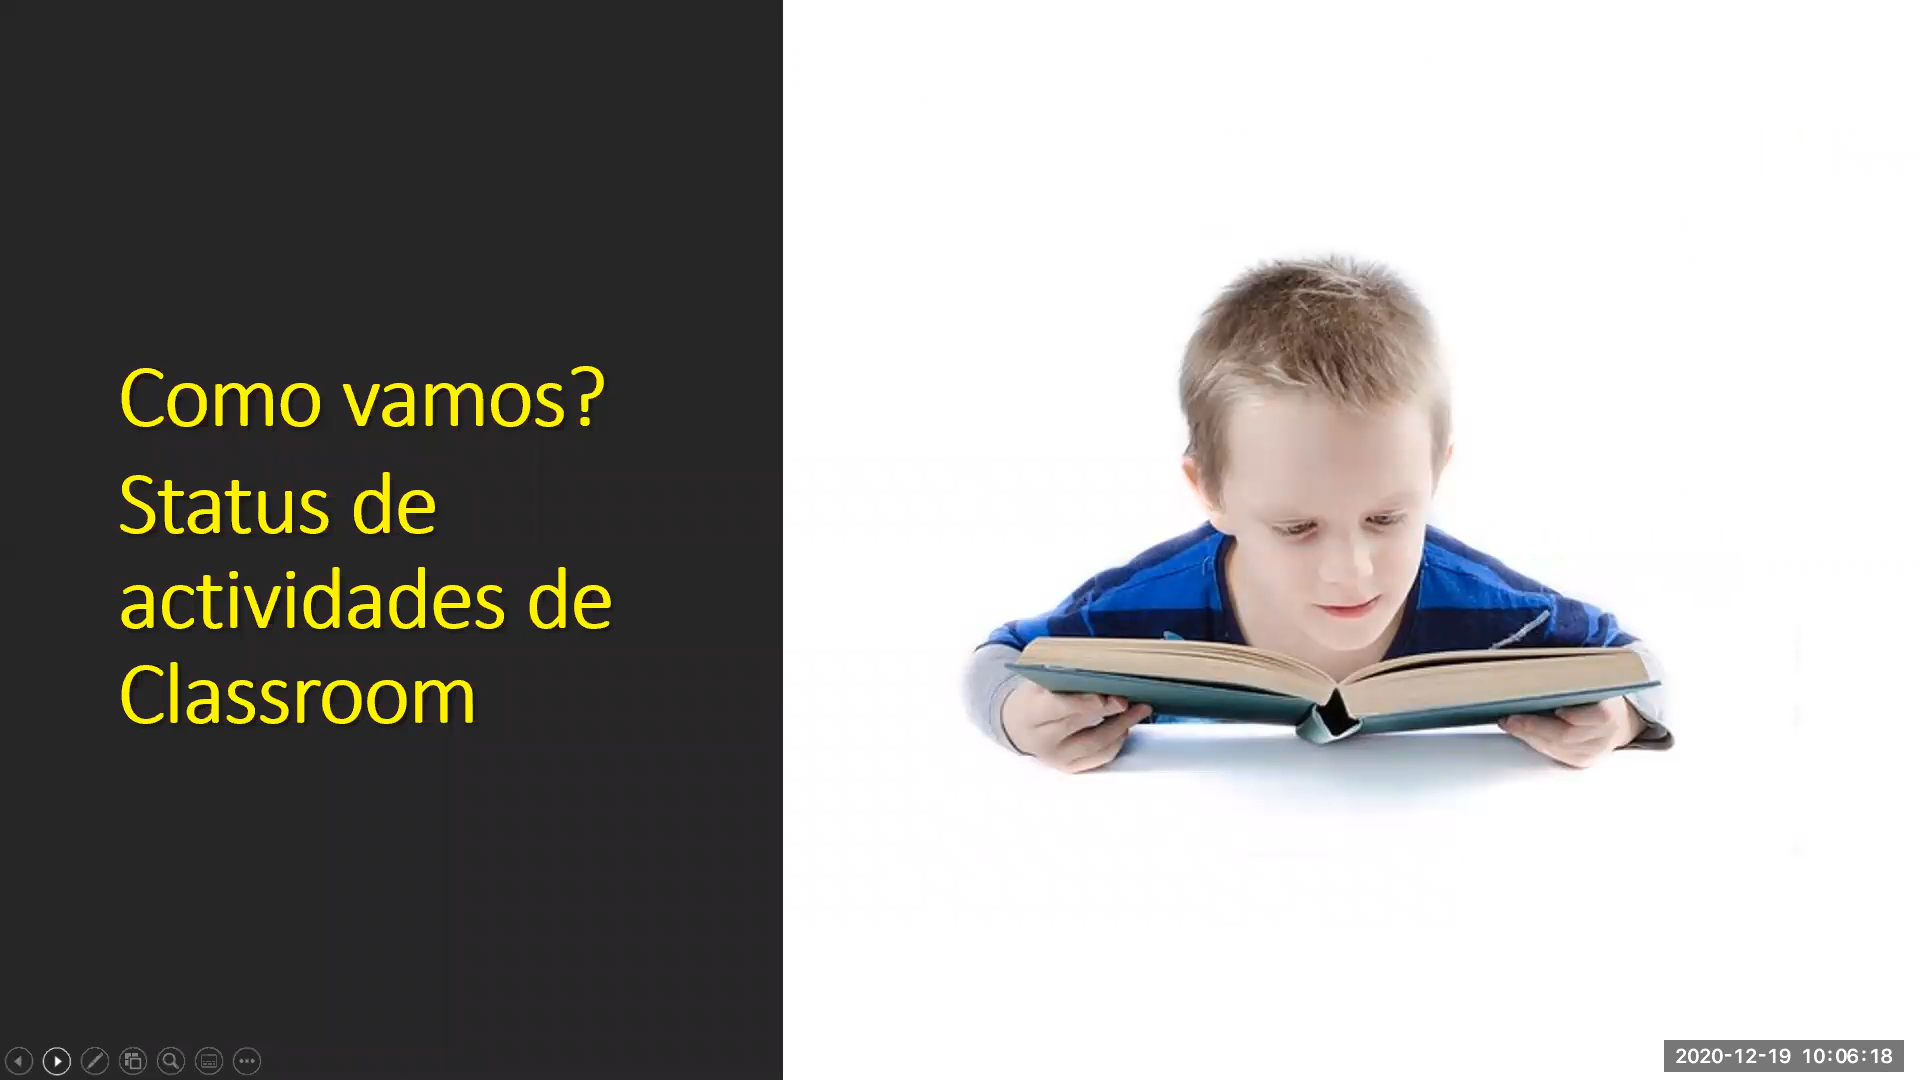 Como vamos?
Status de
actividades de
Classroom
2020-12-19 10:06:18